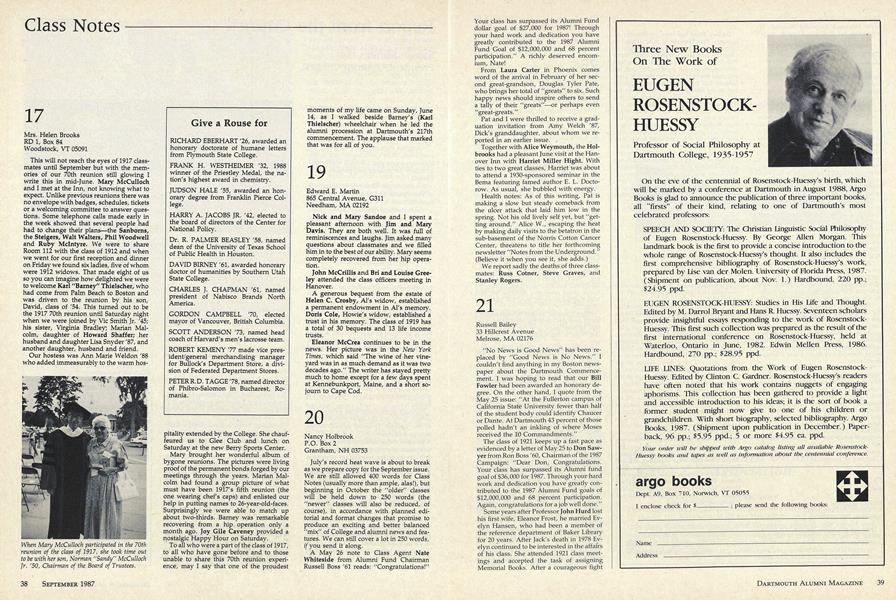 Class Notes
17
Mrs. Helen Brooks
RD 1, Box 84
Woodstock, VT 05091
This will not reach the eyes of 1917 class-
mates until September but with the mem-
ories of our 70th reunion still glowing I
write this in mid-June. Mary McCulloch
and I met at the Inn, not knowing what to
expect. Unlike previous reunions there was
no envelope with badges, schedules, tickets
or a welcoming committee to answer ques-
tions. Some telephone calls made early in
the week showed that several people had
had to change their plans—the Sanborns,
the Steigers, Walt Walters, Phil Woodwell
and Ruby McIntyre. We were to share
Room 112 with the class of 1912 and when
we went for our first reception and dinner
on Friday we found six ladies, five of whom
were 1912 widows. That made eight of us
so you can imagine how delighted we were
to welcome Karl "Barney" Thielscher, who
had come from Palm Beach to Boston and
was driven to the reunion by his son,
David, class of '54. This turned out to be
the 1917 70th reunion until Saturday night
when we were joined by Vic Smith Jr. '45;
his sister, Virginia Bradley; Marian Mal-
colm, daughter of Howard Shaffer; her
husband and daughter Lisa Snyder '87, and
another daughter, husband and friend.
Our hostess was Ann Marie Weldon '88
who added immeasurably to the warm hos-
When Mary McCulloch participated in the 70th
reunion of the class of 1917, she took time out
to be with her son, Norman "Sandy" McCulloch
Jr. '50, Chairman of the Board of Trustees.
38 SEPTEMBER 1987
Give a Rouse for
RICHARD EBERHART '26, awarded an
honorary doctorate of humane letters
from Plymouth State College.
FRANK H. WESTHEIMER '32, 1988
winner of the Priestley Medal, the na-
tion's highest award in chemistry.
JUDSON HALE '55, awarded an hon-
orary degree from Franklin Pierce Col-
lege.
HARRY A. JACOBS JR. '42, elected to
the board of directors of the Center for
National Policy.
Dr. R. PALMER BEASLEY '58, named
dean of the University of Texas School
of Public Health in Houston.
DAVID BIRNEY '61, awarded honorary
doctor of humanities by Southern Utah
State College.
CHARLES J. CHAPMAN '61, named
president of Nabisco Brands North
America.
GORDON CAMPBELL '70, elected
mayor of Vancouver, British Columbia.
SCOTT ANDERSON '73, named head
coach of Harvard's men's lacrosse team.
ROBERT KEMENY '77 made vice pres-
ident/general merchandising manager
for Bullock's Department Store, a divi-
sion of Federated Department Stores.
PETER R.D. TAGGE '78, named director
of Phibro-Salomon in Bucharest, Ro-
mania.
pitality extended by the College. She chauf-
feured us to Glee Club and lunch on
Saturday at the new Berry Sports Center.
Mary brought her wonderful album of
bygone reunions. The pictures were living
proof of the permanent bonds forged by our
meetings through the years. Marian Mal-
colm had found a group picture of what
must have been 1917's fifth reunion (the
one wearing chef's caps) and enlisted our
help in putting names to 26-year-old-faces.
Surprisingly we were able to match up
about two-thirds. Barney was remarkable
recovering from a hip operation only a
month ago. Joy Gile Caveney provided a
nostalgic Happy Hour on Saturday.
To all who were a part of the class of 1917,
to all who have gone before and to those
unable to share this 70th reunion experi-
ence, may I say that one of the proudest
moments of my life came on Sunday, June
14, as I walked beside Barney's (Karl
Thielscher) wheelchair when he led the
alumni procession at Dartmouth's 217th
commencement. The applause that marked
that was for all of you.
19
Edward E. Martin
865 Central Avenue, G311
Needham, MA 02192
Nick and Mary Sandoe and I spent a
pleasant afternoon with Jim and Mary
Davis. They are both well. It was full of
reminiscences and laughs. Jim asked many
questions about classmates and we filled
him in to the best of our ability. Mary seems
completely recovered from her hip opera-
tion.
John McCrillis and Bri and Louise Gree-
ley attended the class officers meeting in
Hanover.
A generous bequest from the estate of
Helen C. Crosby, Al's widow, established
a permanent endowment in Al's memory.
Doris Cole, Howie's widow, established a
trust in his memory. The class of 1919 has
a total of 30 bequests and 13 life income
trusts.
Eleanor McCrea continues to be in the
news. Her picture was in the New York
Times, which said "The wine of her vine-
yard was in as much demand as it was two
decades ago." The writer has stayed pretty
much to home except for a few days spent
at Kennebunkport, Maine, and a short so-
journ to Cape Cod.
20
Nancy Holbrook
P.O. Box 2
Grantham, NH 03753
July's record heat wave is about to break
as we prepare copy for the September issue.
We are still allowed 400 words for Class
Notes (usually more than ample, alas!), but
beginning in October the "older" classes
will be held down to 250 words (the
"newer" classes will also be reduced, of
course), in accordance with planned edi-
torial and format changes that promise to
produce an exciting and better balanced
"mix" of College and alumni news and fea-
tures. We can still cover a lot in 250 words,
if you send it along.
A May 26 note to Class Agent Nate
Whiteside from Alumni Fund Chairman
Russell Boss '61 reads: "Congratulations!"
Your class has surpassed its Alumni Fund
dollar goal of $27,000 for 1987! Through
your hard work and dedication you have
greatly contributed to the 1987 Alumni
Fund Goal of $12,000,000 and 68 percent
participation." A richly deserved encom-
ium, Nate!
From Laura Carter in Phoenix comes
word of the arrival in February of her sec-
ond great-grandson, Douglas Tyler Pate,
who brings her total of "greats" to six. Such
happy news should inspire others to send
a tally of their "greats"—or perhaps even
"great-greats."
Pat and I were thrilled to receive a grad-
uation invitation from Amy Welch '87,
Dick's granddaughter, about whom we re-
ported in an earlier issue.
Together with Alice Weymouth, the Hol-
brooks had a pleasant June visit at the Han-
over Inn with Harriet Miller Hight. With
ties to two great classes, Harriet was about
to attend a 1930-sponsored seminar in the
Bema featuring famed author E. L. Docto-
row. As usual, she bubbled with energy.
Health notes: As of this writing, Pat is
making a slow but steady comeback from
the ulcer attack that laid him low in the
spring. Not his old lively self yet, but "get-
ting around." Alice W., escaping the heat
by making daily visits to the betatron in the
sub-basement of the Norris Cotton Cancer
Center, threatens to title her forthcoming
newsletter "Notes from the Underground."
(Believe it when you see it, she adds.)
We report sadly the deaths of three class-
mates: Russ Cotner, Steve Graves, and
Stanley Rogers.
21
Russell Bailey
33 Hillcrest Avenue
Melrose, MA 02176
"No News is Good News" has been re-
placed by "Good News is No News." I
couldn't find anything in my Boston news-
paper about the Dartmouth Commence-
ment. I was hoping to read that our Bill
Fowler had been awarded an honorary de-
gree. On the other hand, I quote from the
May 25 issue: "At the Fullerton campus of
California State University fewer than half
of the student body could identify Chaucer
or Dante. At Dartmouth 43 percent of those
polled hadn't an inkling of where Moses
received the 10 Commandments."
The class of 1921 keeps up a fast pace as
evidenced by a letter of May 25 to Don Saw-
yer from Ron Boss '60, Chairman of the 1987
Campaign: "Dear Don, Congratulations.
Your class has surpassed its Alumni fund
goal of $36,000 for 1987. Through your hard
work and dedication you have greatly con-
tributed to the 1987 Alumni Fund goals of
$12,000,000 and 68 percent participation.
Again, congratulations for a job well done."
Some years after Professor John Hurd lost
his first wife, Eleanor Frost, he married Ev-
elyn Hansen, who had been a member of
the reference department of Baker Library
for 20 years. After Jack's death in 1978 Ev-
elyn continued to be interested in the affairs
of his class. She attended 1921 class meet-
ings and accepted the task of assigning
Memorial Books. After a courageous fight
Three New Books
On The Work of
EUGEN
ROSENSTOCK-
HUESSY
Professor of Social Philosophy at
Dartmouth College, 1935-1957
On the eve of the centennial of Rosenstock-Huessy's birth, which
will be marked by a conference at Dartmouth in August 1988, Argo
Books is glad to announce the publication of three important books,
all "firsts" of their kind, relating to one of Dartmouth's most
celebrated professors:
SPEECH AND SOCIETY: The Christian Linguistic Social Philosophy
of Eugen Rosenstock-Huessy. By George Allen Morgan. This
landmark book is the first to provide a concise introduction to the
whole range of Rosenstock-Huessy's thought. It also includes the
first comprehensive bibliography of Rosenstock-Huessy's work,
prepared by Lise van der Molen. University of Florida Press, 1987.
(Shipment on publication, about Nov. 1.) Hardbound, 220 pp.;
$24.95 ppd.
EUGEN ROSENSTOCK-HUESSY: Studies in His Life and Thought.
Edited by M. Darrol Bryant and Hans R. Huessy. Seventeen scholars
provide insightful essays responding to the work of Rosenstock-
Huessy. This first such collection was prepared as the result of the
first international conference on Rosenstock-Huessy, held at
Waterloo, Ontario in June, 1982. Edwin Mellen Press, 1986.
Hardbound, 270 pp.; $28.95 ppd.
LIFE LINES: Quotations from the Work of Eugen Rosenstock-
Huessy. Edited by Clinton C. Gardner. Rosenstock-Huessy's readers
have often noted that his work contains nuggets of engaging
aphorisms. This collection has been gathered to provide a light
and accessible introduction to his ideas; it is the sort of book a
former student might now give to one of his children or
grandchildren. With short biography, selected bibliography. Argo
Books, 1987. (Shipment upon publication in December.) Paper-
back, 96 pp.; $5.95 ppd.; 5 or more $4.95 ea. ppd.
Your order will be shipped with Argo catalog listing all available Rosenstock-
Huessy books and tapes as well as information about the centennial conference.
argo books
Dept. A9, Box 710, Norwich, VT 05055
I enclose check for $ please send the following books:
Name
Address
DARTMOUTH ALUMNI MAGAZINE 39